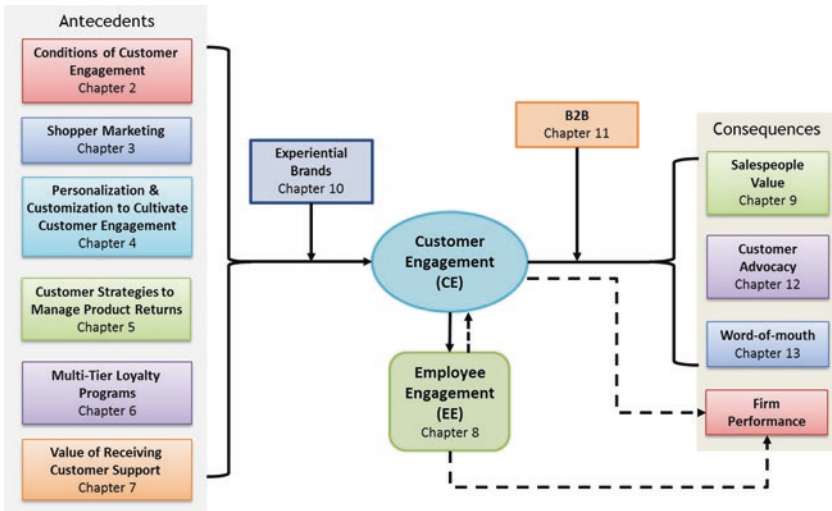 Antecedents
Conditions of Customer
Engagement
Chapter 2
Shopper Marketing
Chapter 3
Personalization &
Customization to Cultivate
Customer Engagement
Chapter 4
Customer Strategies to
Manage Product Returns
Chapter 5
Multi-Tier Loyalty
Programs
Chapter 6
Value of Receiving
Customer Support
Chapter 7
Experiential
Brands
Chapter 10
Customer
Engagement
(CE)
Employee
Engagement
(EE)
Chapter 8
B2B
Chapter 11
Consequences
Salespeople
Value
Chapter 9
Customer
Advocacy
Chapter 12
Word-of-mouth
Chapter 13
Firm
Performance